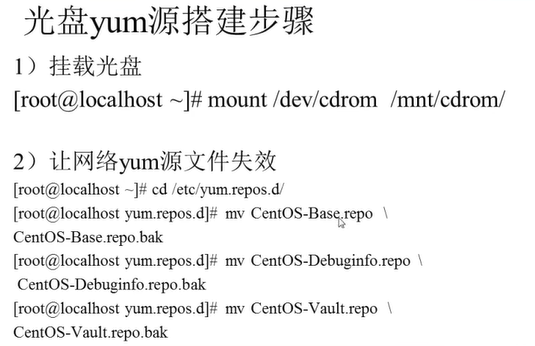 光盘yum源搭建步骤
1）挂载光盘
[root@localhost ~]# mount /dev/cdrom /mnt/cdrom/
2）让网络yum源文件失效
[root@localhost ~]# cd /etc/yum.repos.d/
[root@localhost yum.repos.d]# mv CentOS-Base.repo \
CentOS-Base.repo.bak
[root@localhost yum.repos.d]# mv CentOS-Debuginfo.repo \
CentOS-Debuginfo.repo.bak
[root@localhost yum.repos.d]# mv CentOS-Vault.repo \
CentOS-Vault.repo.bak